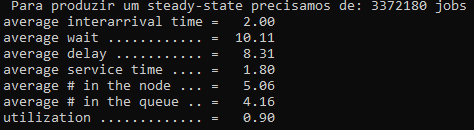 Para produzir um steady-state precisamos de: 3372180 jobs
average interarrival time =   2.00
average wait ............ =  10.11
average delay ........... =   8.31
average service time .... =   1.80
average # in the node ... =   5.06
average # in the queue .. =   4.16
utilization ............. =   0.90